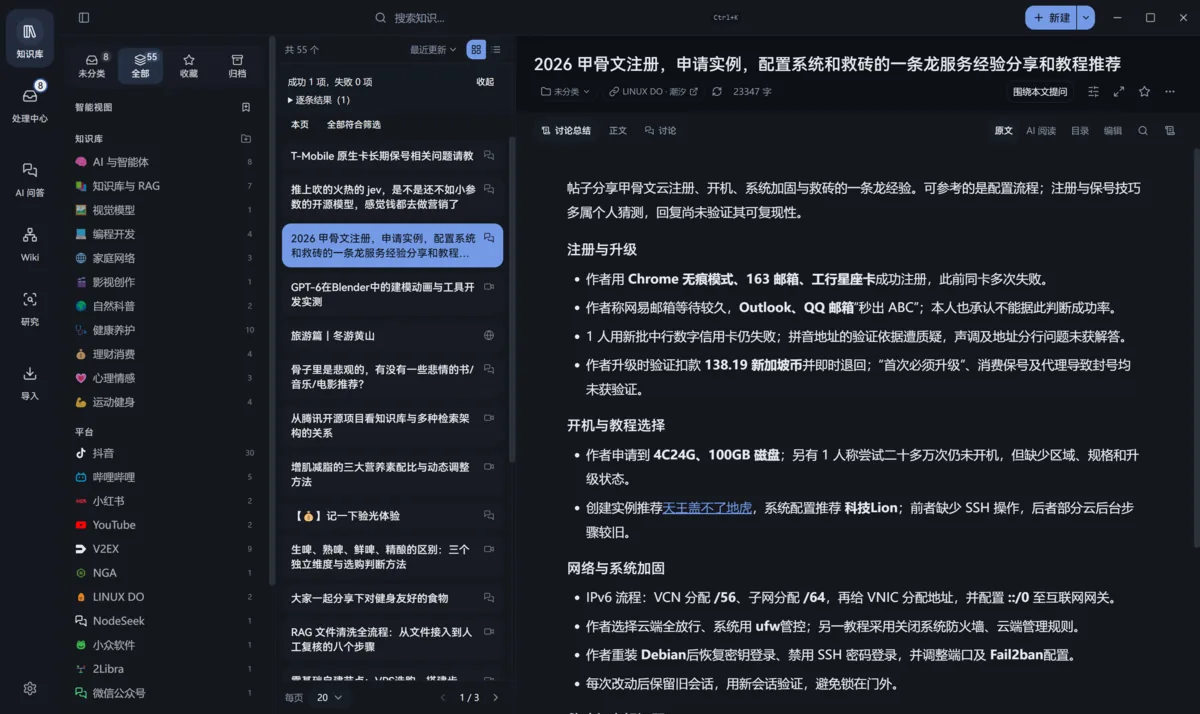 搜索知识...
Ctrl+K
+ 新建
知识库
8
处理中心
AI 问答
Wiki
研究
导入
8
未分类
55
全部
收藏
归档
智能视图
知识库
AI 与智能体 8
知识库与 RAG 7
视觉模型 1
编程开发 4
家庭网络 3
影视创作 1
自然科普 2
健康养护 10
理财消费 4
心理情感 3
运动健身 4
平台
抖音 30
哔哩哔哩 5
小红书 2
YouTube 2
V2EX 9
NGA 1
LINUX DO 2
NodeSeek 1
小众软件 1
2Libra 1
微信公众号 1
共 55 个
最近更新
成功 1 项，失败 0 项
收起
逐条结果（1）
本页 全部符合筛选
T-Mobile 原生卡长期保号相关问题请教
推上吹的火热的 jev，是不是还不如小参
数的开源模型，感觉钱都去做营销了
2026 甲骨文注册，申请实例，配置系统
和救砖的一条龙服务经验分享和教程...
GPT-6在Blender中的建模动画与工具开
发实测
旅游篇丨冬游黄山
骨子里是悲观的，有没有一些悲情的书/
音乐/电影推荐？
从腾讯开源项目看知识库与多种检索架
构的关系
增肌减脂的三大营养素配比与动态调整
方法
【💰】记一下验光体验
生啤、熟啤、鲜啤、精酿的区别：三个
独立维度与选购判断方法
大家一起分享下对健身友好的食物
RAG 文件清洗全流程：从文件接入到人
工复核的八个步骤
每页 20
1 / 3
2026 甲骨文注册，申请实例，配置系统和救砖的一条龙服务经验分享和教程推荐
未分类
LINUX DO · 潮汐
23347 字
围绕本文提问
讨论总结 正文 讨论
原文 AI 阅读 目录 编辑
帖子分享甲骨文云注册、开机、系统加固与救砖的一条龙经验。可参考的是配置流程；注册与保号技巧
多属个人猜测，回复尚未验证其可复现性。
注册与升级
• 作者用 Chrome 无痕模式、163 邮箱、工行星座卡成功注册，此前同卡多次失败。
• 作者称网易邮箱等待较久，Outlook、QQ 邮箱“秒出 ABC”；本人也承认不能据此判断成功率。
• 1 人用新批中行数字信用卡仍失败；拼音地址的验证依据遭质疑，声调及地址分行问题未获解答。
• 作者升级时验证扣款 138.19 新加坡币并即时退回；“首次必须升级”、消费保号及代理导致封号均
未获验证。
开机与教程选择
• 作者申请到 4C24G、100GB 磁盘；另有 1 人称尝试二十多万次仍未开机，但缺少区域、规格和升
级状态。
• 创建实例推荐天王盖不了地虎，系统配置推荐 科技Lion；前者缺少 SSH 操作，后者部分云后台步
骤较旧。
网络与系统加固
• IPv6 流程：VCN 分配 /56、子网分配 /64，再给 VNIC 分配地址，并配置 ::/0 至互联网网关。
• 作者选择云端全放行、系统用 ufw管控；另一教程采用关闭系统防火墙、云端管理规则。
• 作者重装 Debian后恢复密钥登录、禁用 SSH 密码登录，并调整端口及 Fail2ban配置。
• 每次改动后保留旧会话，用新会话验证，避免锁在门外。